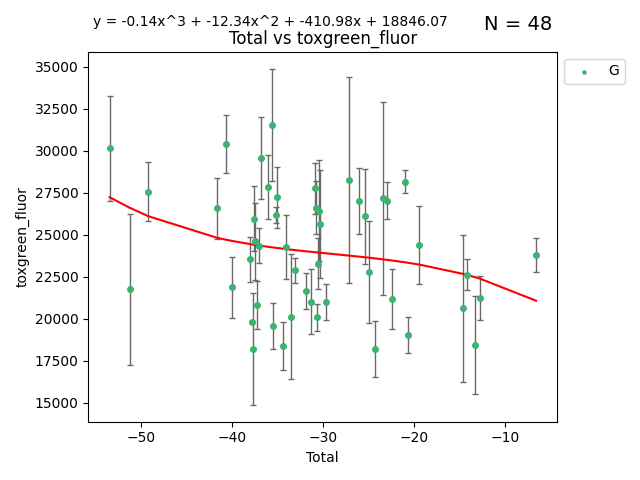 y = -0.14x^3 + -12.34x^2 + -410.98x + 18846.07
N = 48
Total vs toxgreen_fluor
G
35000
32500
30000
27500
25000
22500
20000
17500
15000
toxgreen_fluor
−50 −40 −30 −20 −10
Total